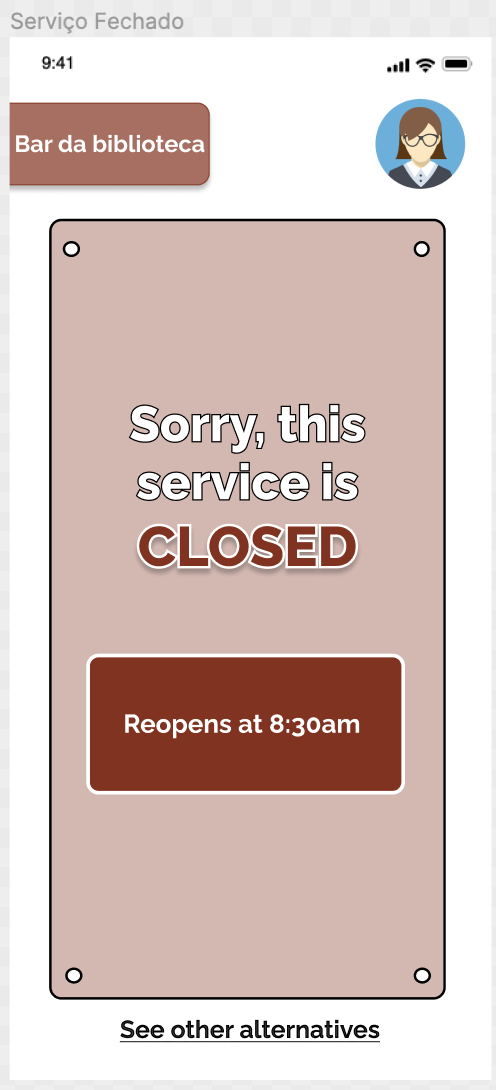 Serviço Fechado
9:41
Bar da biblioteca
Sorry, this
service is
CLOSED
Reopens at 8:30am
See other alternatives